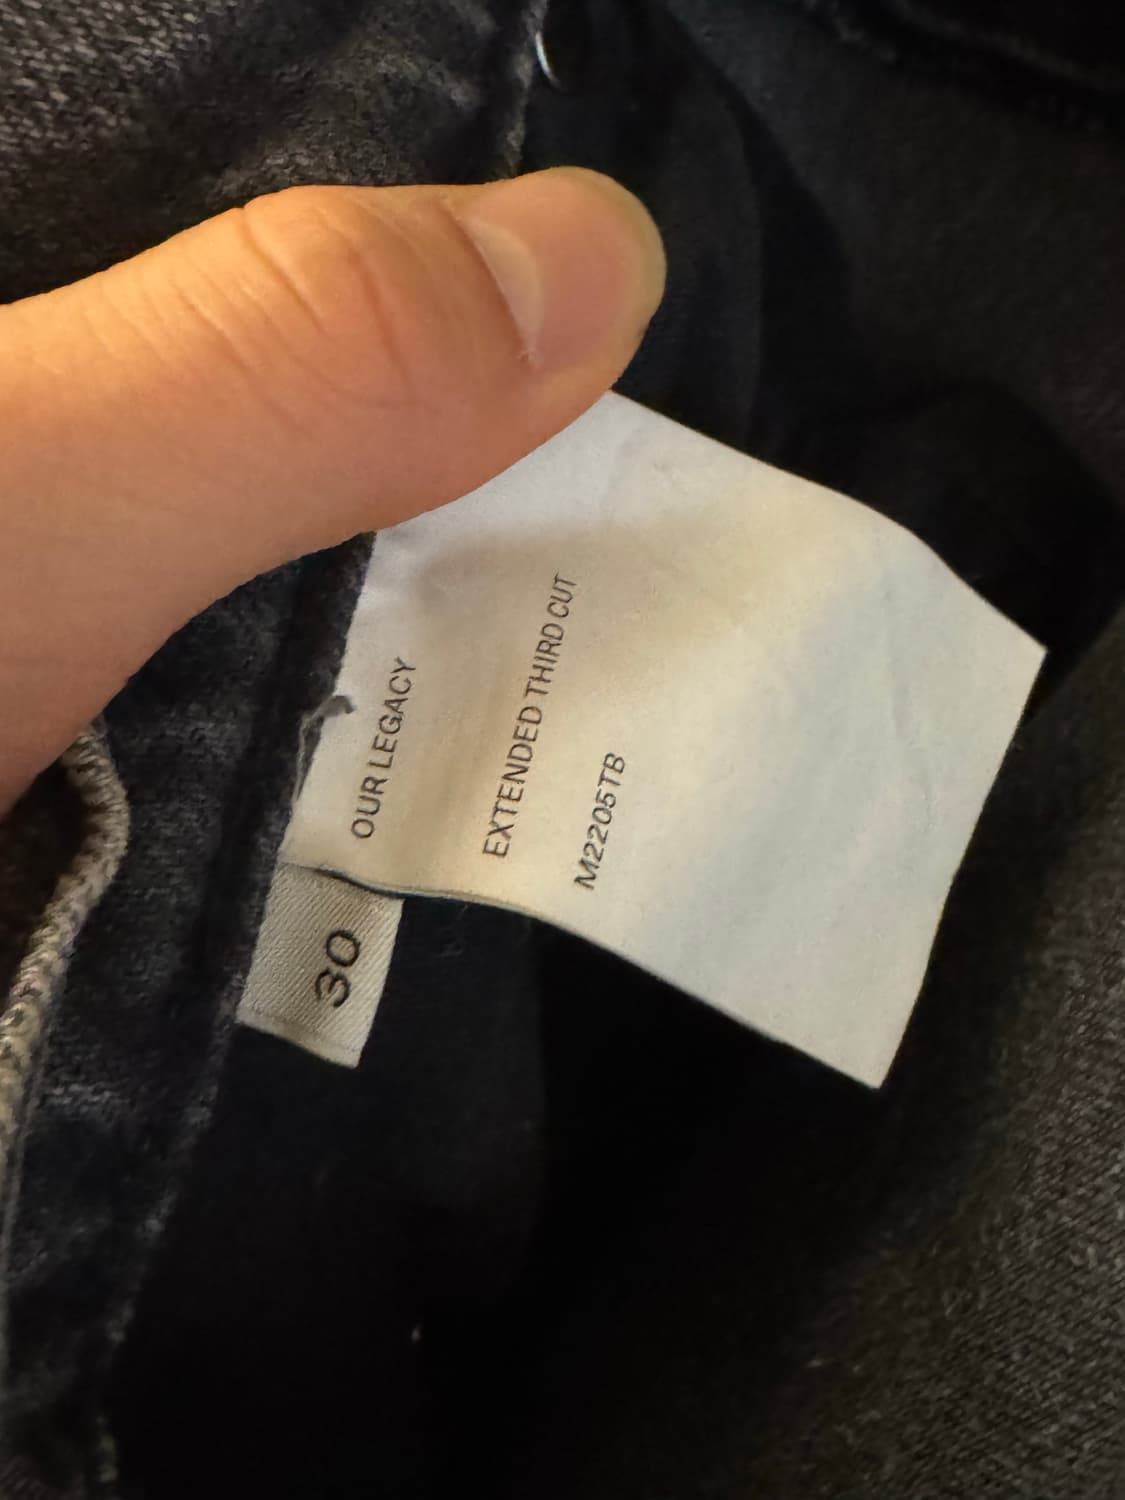 OUR LEGACY
EXTENDED THIRD CUT
M2205TB
30